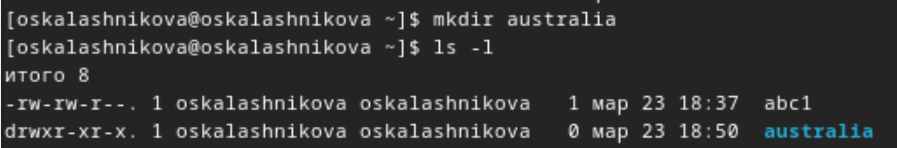 [oskalashnikova@oskalashnikova ~]$ mkdir australia
[oskalashnikova@oskalashnikova ~]$ ls -l
итого 8
-rw-rw-r--. 1 oskalashnikova oskalashnikova 1 мар 23 18:37 abc1
drwxr-xr-x. 1 oskalashnikova oskalashnikova 0 мар 23 18:50 australia